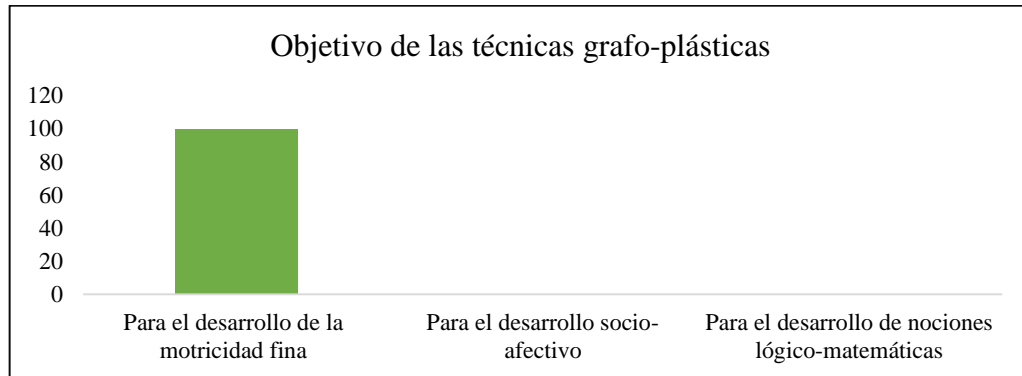 Objetivo de las técnicas grafo-plásticas
120
100
80
60
40
20
0
Para el desarrollo de la
motricidad fina
Para el desarrollo socio-
afectivo
Para el desarrollo de nociones
lógico-matemáticas